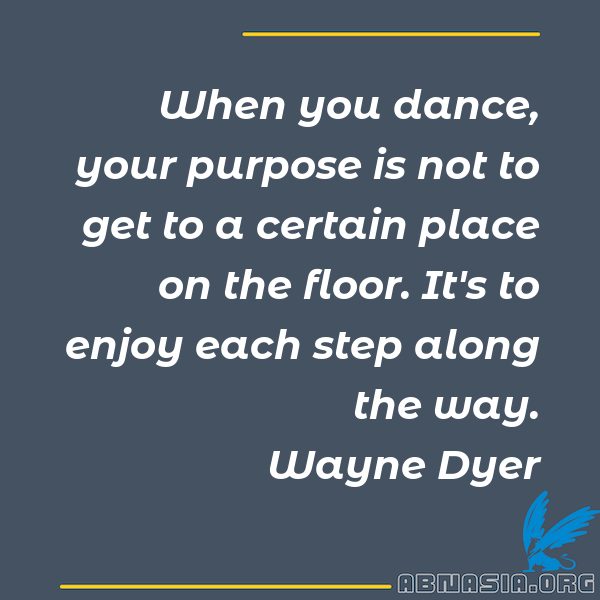 When you dance,
your purpose is not to
get to a certain place
on the floor. It's to
enjoy each step along
the way.
Wayne Dyer
ABNASIA.ORG